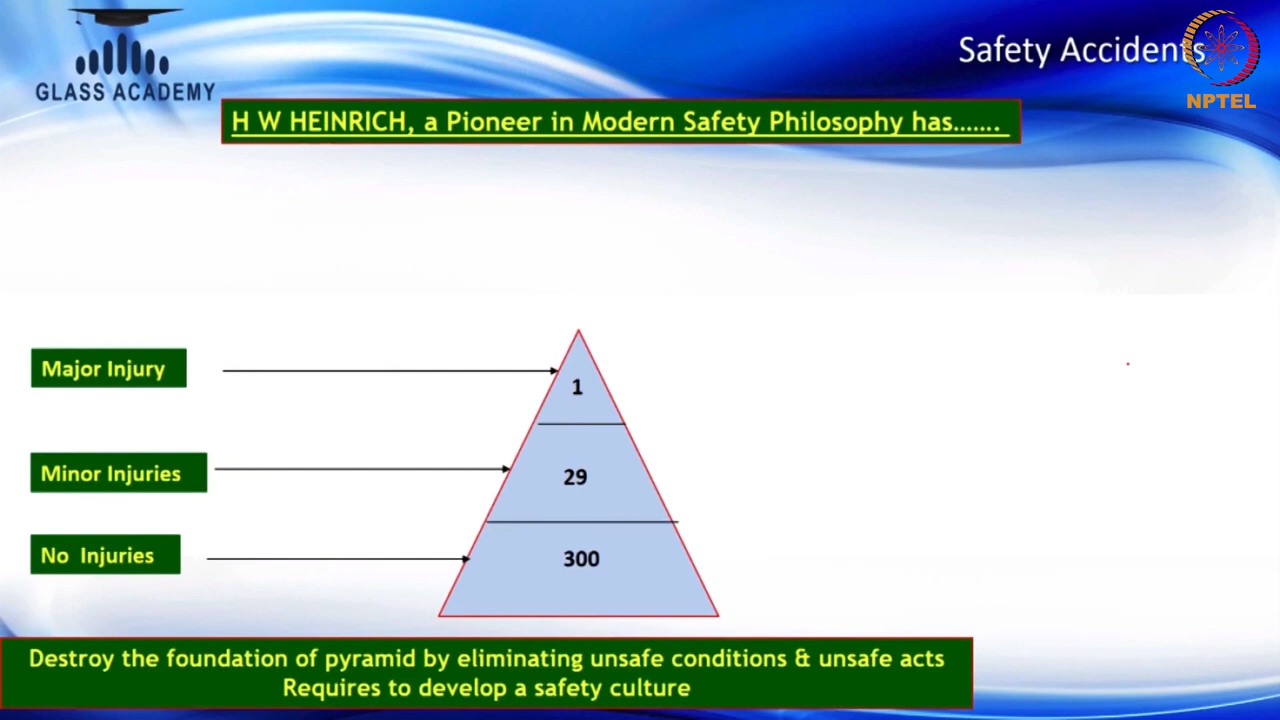 Safety Accidents
GLASS ACADEMY
NPTEL
H W HEINRICH, a Pioneer in Modern Safety Philosophy has.......
Major Injury
1
Minor Injuries
29
No Injuries
300
Destroy the foundation of pyramid by eliminating unsafe conditions & unsafe acts
Requires to develop a safety culture